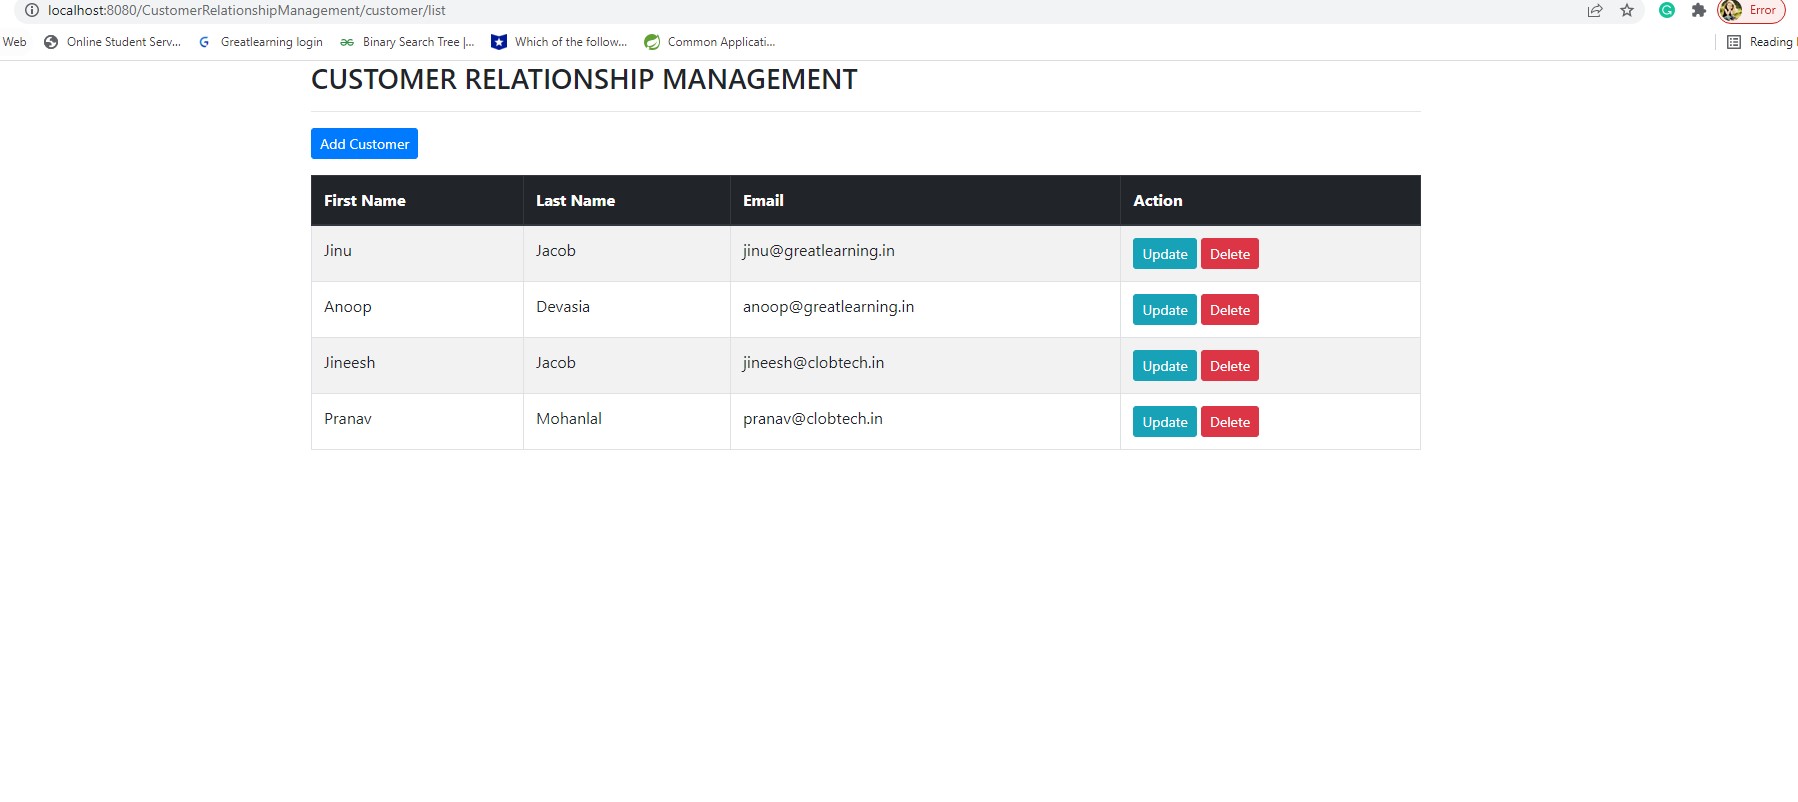 localhost:8080/CustomerRelationshipManagement/customer/list Error
Web Online Student Serv... G Greatlearning login Binary Search Tree |... Which of the follow... Common Applicati... Reading
CUSTOMER RELATIONSHIP MANAGEMENT
Add Customer
First Name Last Name Email Action
Jinu Jacob jinu@greatlearning.in Update Delete
Anoop Devasia anoop@greatlearning.in Update Delete
Jineesh Jacob jineesh@clobtech.in Update Delete
Pranav Mohanlal pranav@clobtech.in Update Delete